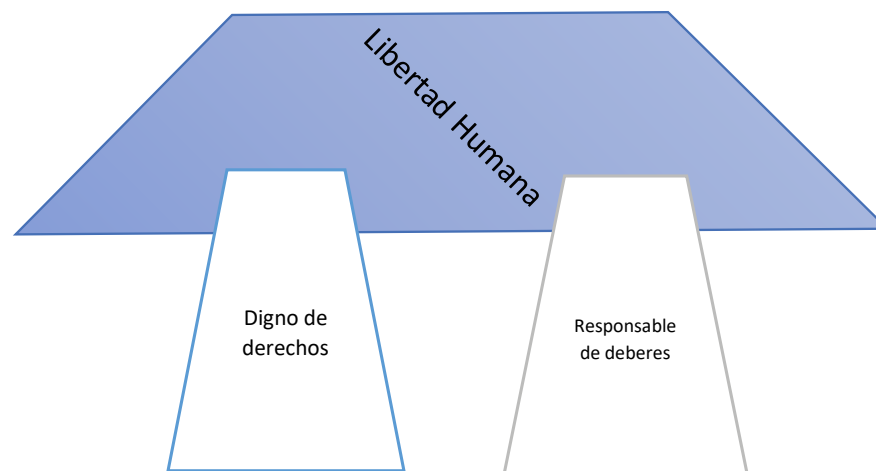 Libertad Humana
Digno de
derechos
Responsable
de deberes